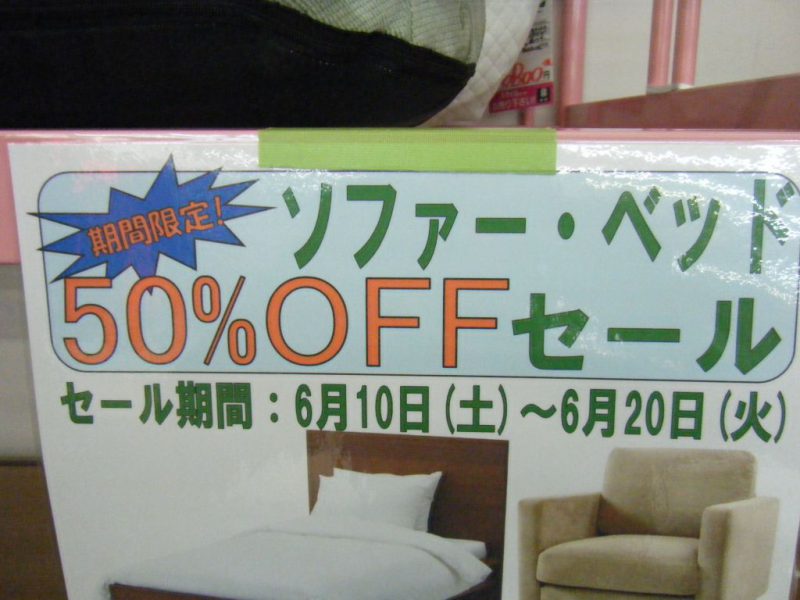 期間限定!
ソファー・ベッド
50%OFFセール
セール期間：6月10日(土)～6月20日(火)